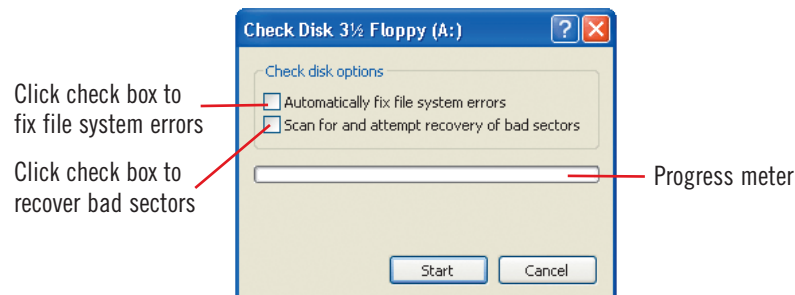 Check Disk 3½ Floppy (A:)
?
Check disk options
Click check box to
fix file system errors
Automatically fix file system errors
Scan for and attempt recovery of bad sectors
Click check box to
recover bad sectors
Progress meter
Start
Cancel